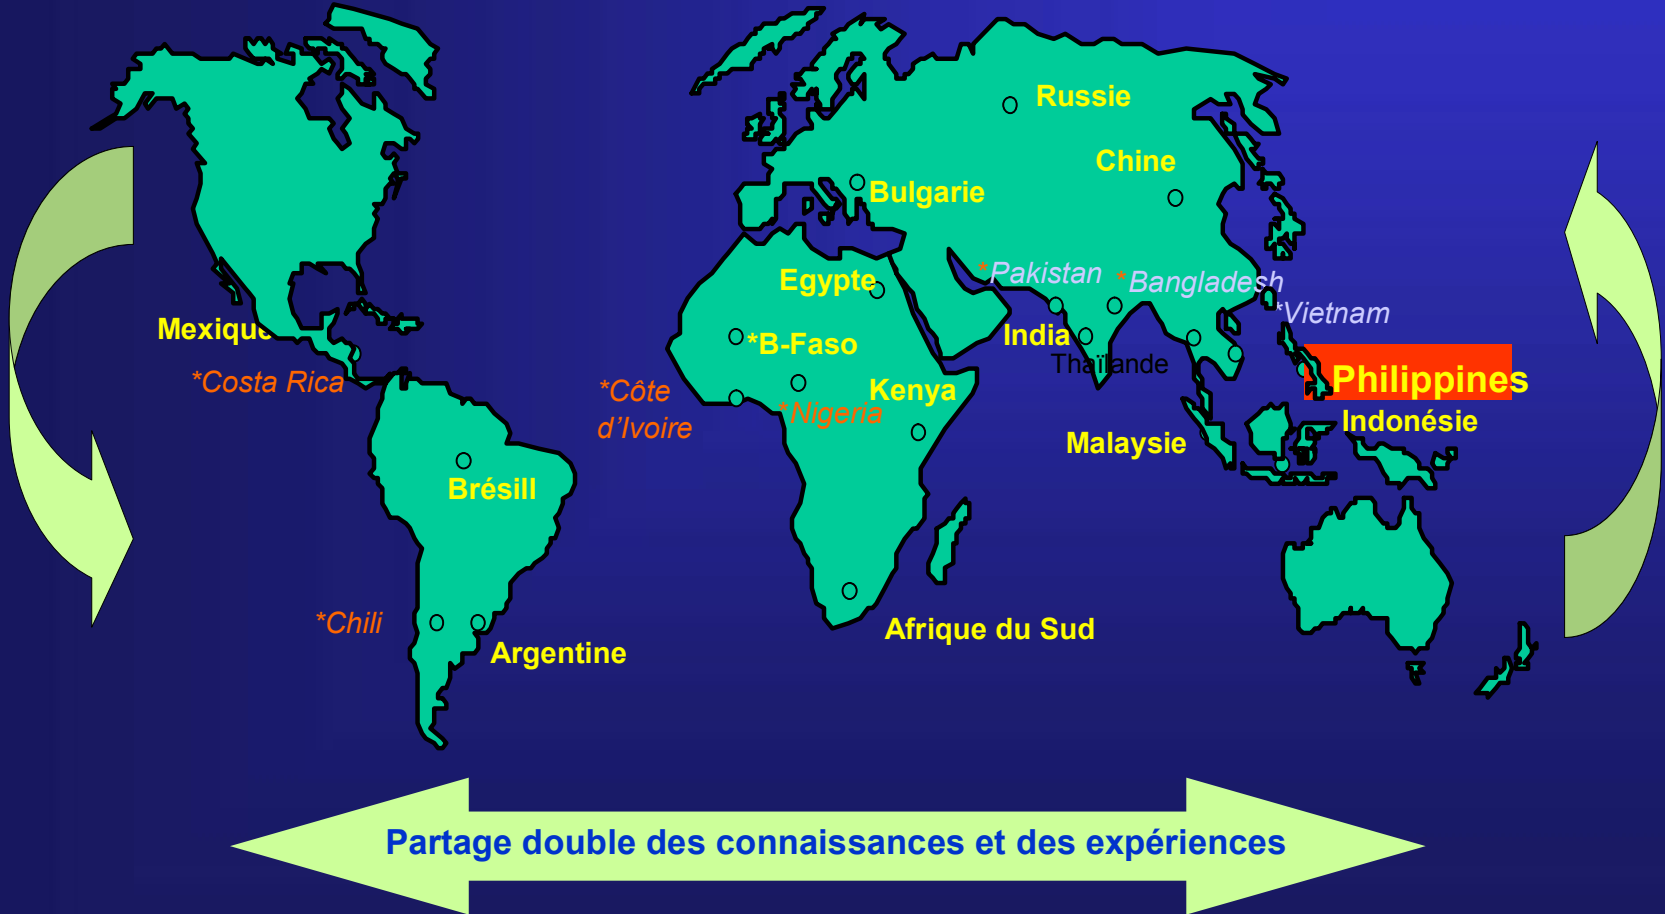 Russie
Chine
Bulgarie
*Pakistan
*Bangladesh
Egypte
*Vietnam
Mexique
*B-Faso
India
Thaïlande
*Costa Rica
*Côte
d'Ivoire
*Nigeria
Kenya
Philippines
Indonésie
Malaysie
Brésill
*Chili
Argentine
Afrique du Sud
Partage double des connaissances et des expériences